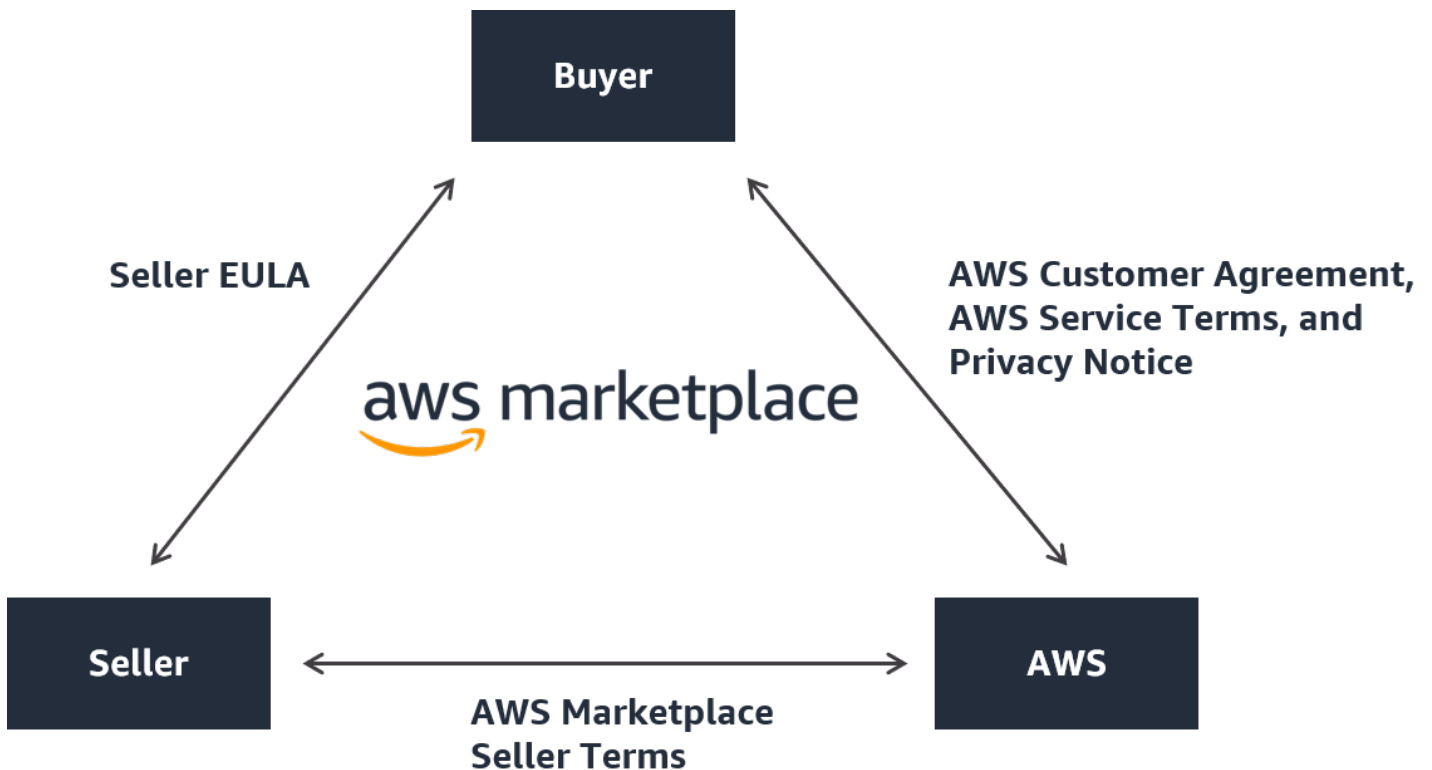 Buyer
Seller EULA
AWS Customer Agreement,
AWS Service Terms, and
Privacy Notice
aws marketplace
Seller
AWS
AWS Marketplace
Seller Terms